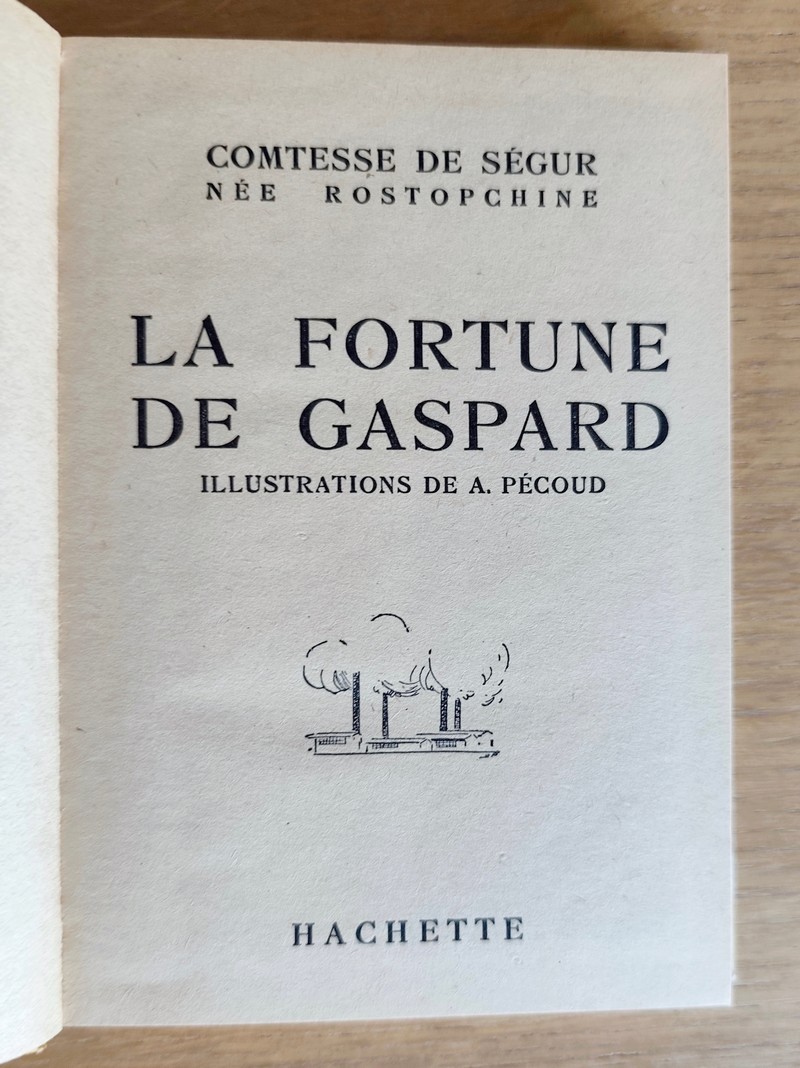 COMTESSE DE SÉGUR
NÉE ROSTOPCHINE
LA FORTUNE
DE GASPARD
ILLUSTRATIONS DE A. PÉCOUD
HACHETTE